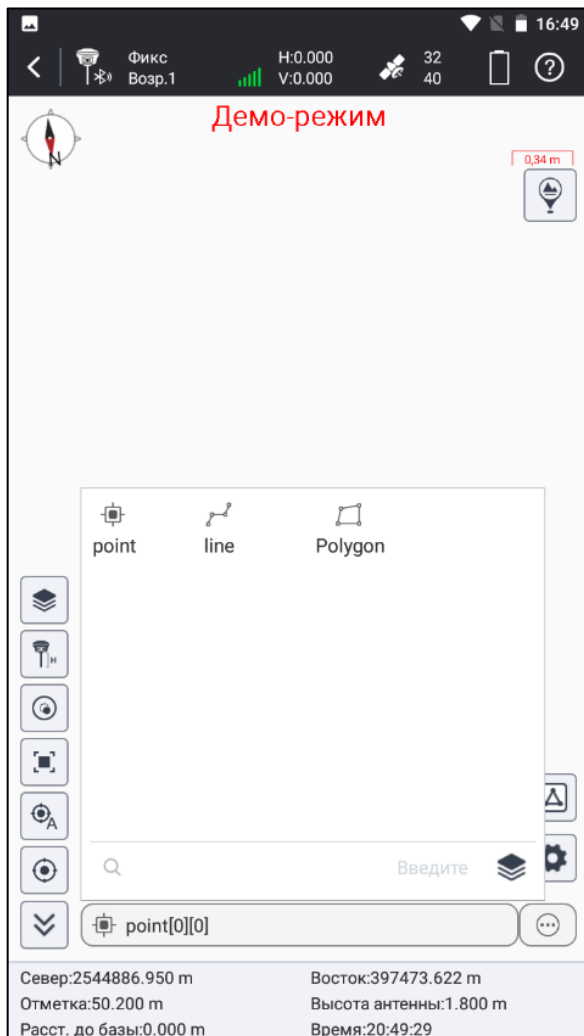 16:49
Фикс H:0.000 32
Возр.1 V:0.000 40
Демо-режим
N
0,34 m
point line Polygon
H
A
Введите
point[0][0]
Север:2544886.950 m Восток:397473.622 m
Отметка:50.200 m Высота антенны:1.800 m
Расст. до базы:0.000 m Время:20:49:29